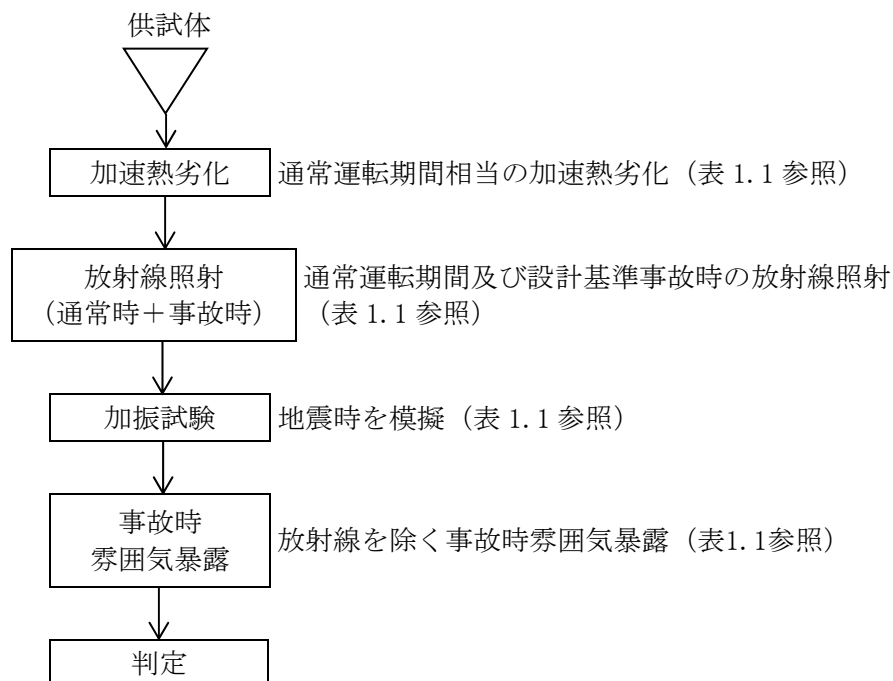 供試体
加速熱劣化
通常運転期間相当の加速熱劣化（表 1.1 参照）
放射線照射
（通常時＋事故時）
通常運転期間及び設計基準事故時の放射線照射
（表 1.1 参照）
加振試験
地震時を模擬（表 1.1 参照）
事故時
雰囲気暴露
放射線を除く事故時雰囲気暴露（表1.1参照）
判定